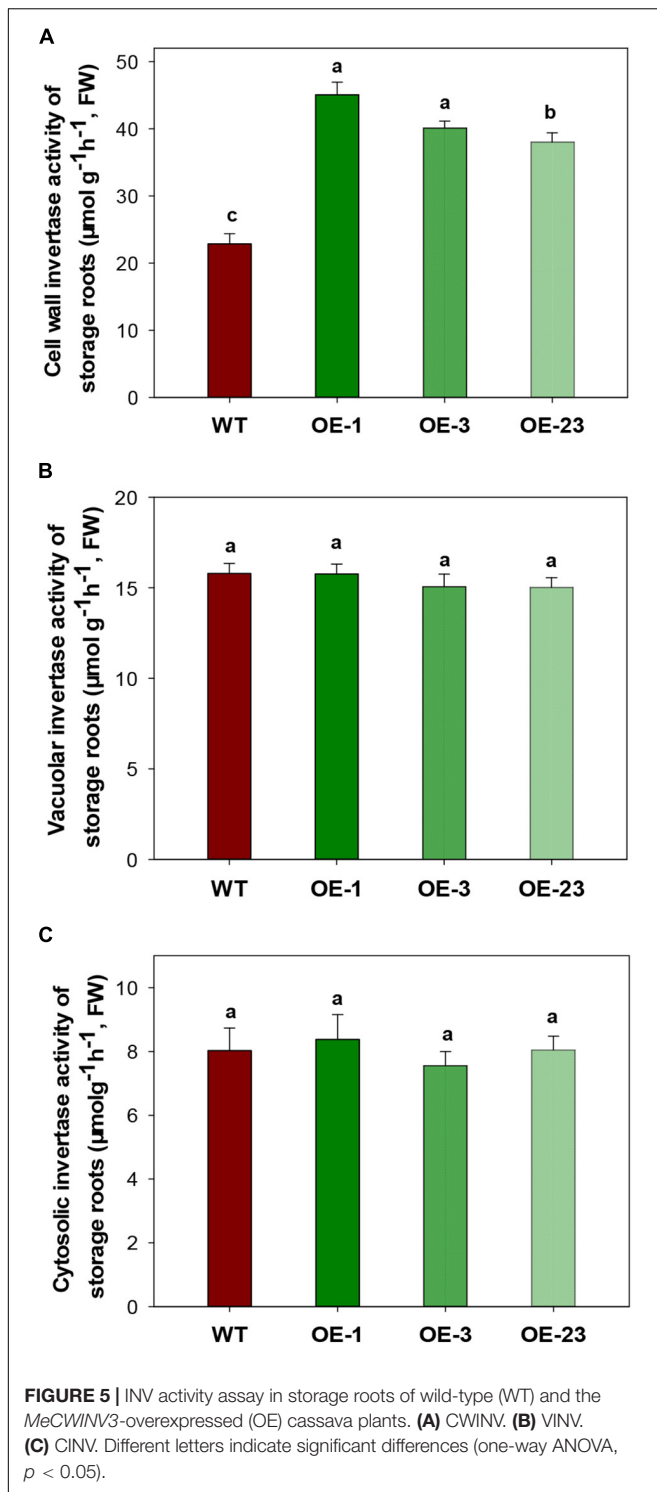 A
Cell wall invertase activity of
storage roots (µmol g⁻¹h⁻¹, FW)
50
40
30
20
10
0
c
a
a
b
WT OE-1 OE-3 OE-23
B
Vacuolar invertase activity of
storage roots (µmol g⁻¹h⁻¹, FW)
20
15
10
5
0
a
a
a
a
WT OE-1 OE-3 OE-23
C
Cytosolic invertase activity of
storage roots (µmolg⁻¹h⁻¹, FW)
10
8
6
4
2
0
a
a
a
a
WT OE-1 OE-3 OE-23
FIGURE 5 | INV activity assay in storage roots of wild-type (WT) and the
MeCWINV3-overexpressed (OE) cassava plants. (A) CWINV. (B) VINV.
(C) CINV. Different letters indicate significant differences (one-way ANOVA,
p < 0.05).